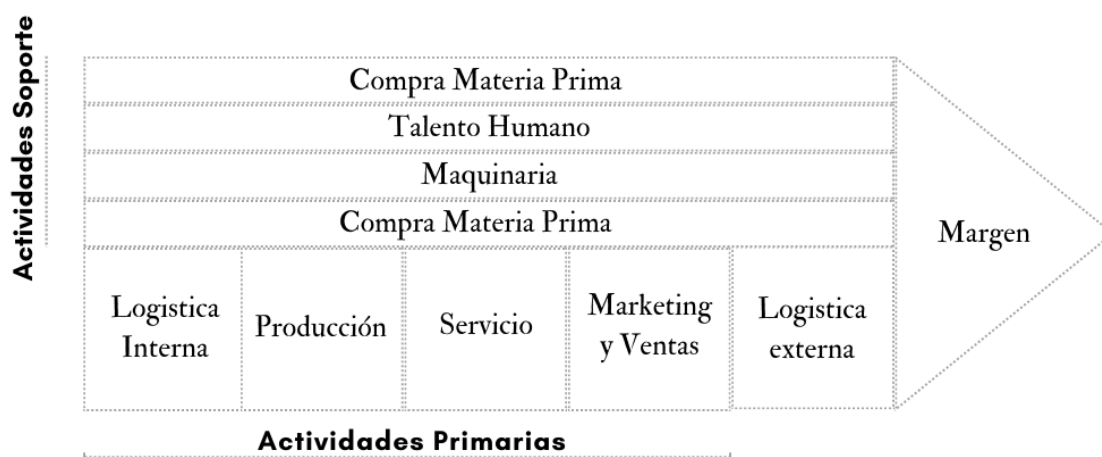 Actividades Soporte
Compra Materia Prima
Talento Humano
Maquinaria
Compra Materia Prima
Margen
Logistica
Interna
Producción
Servicio
Marketing
y Ventas
Logistica
externa
Actividades Primarias